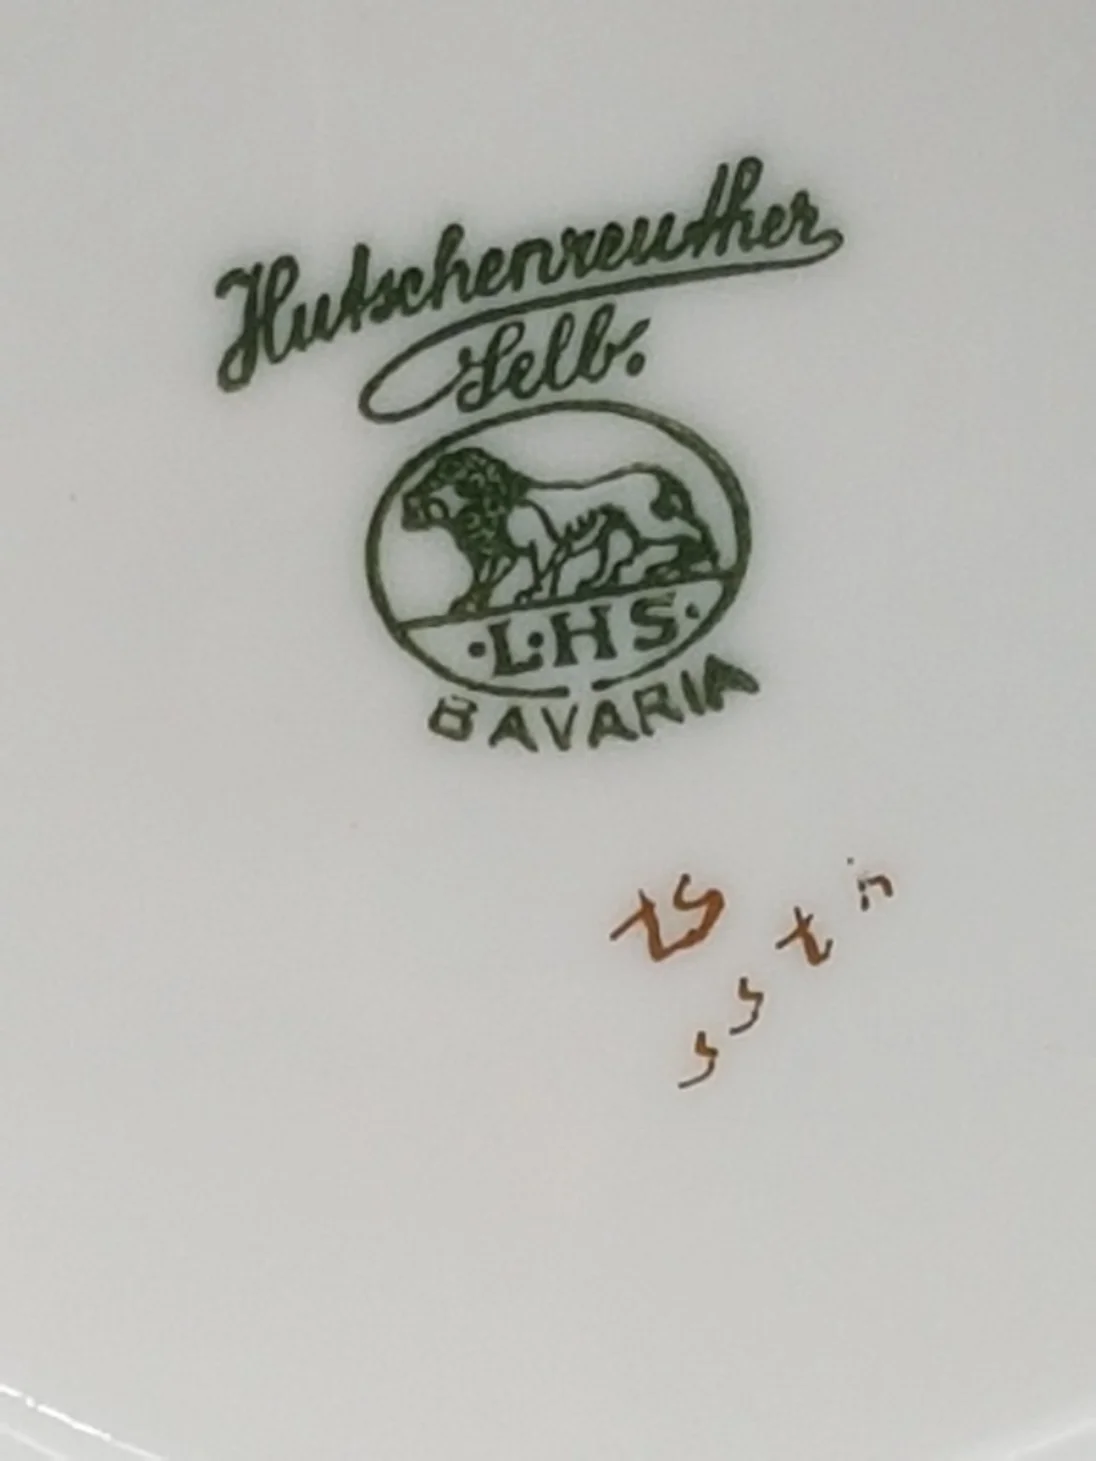 Hutschenreuther
Selb.
·L·H S·
BAVARIA